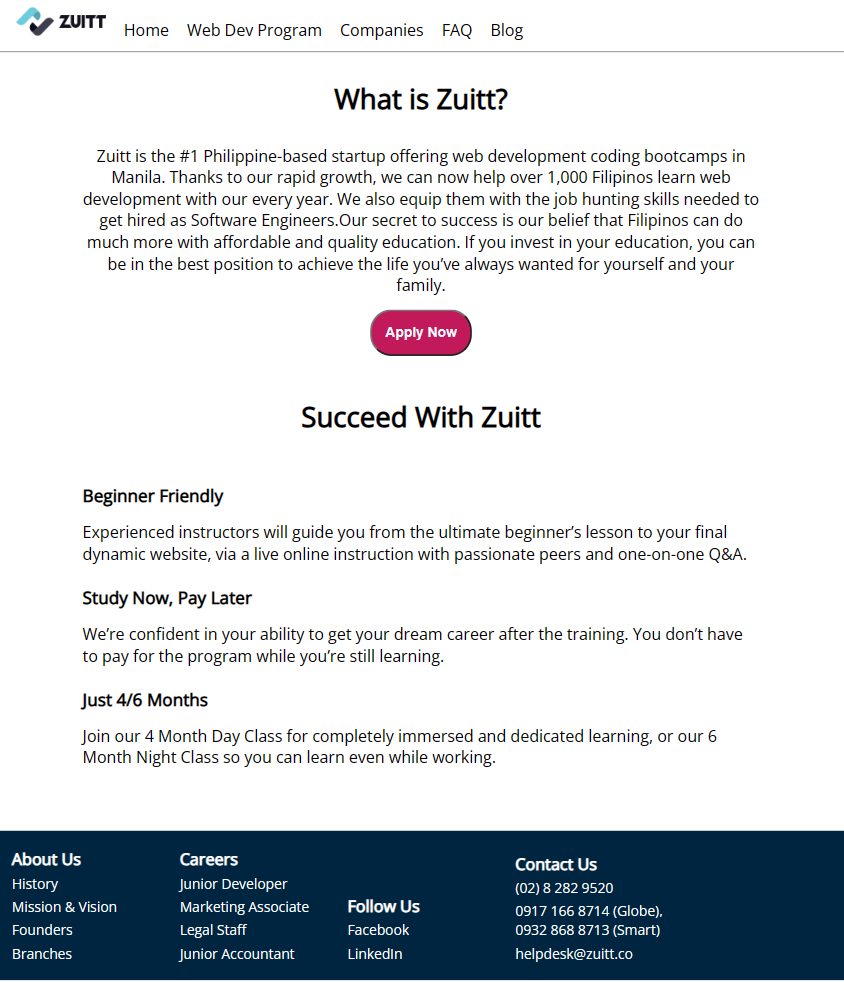 ZUITT
Home Web Dev Program Companies FAQ Blog
What is Zuitt?
Zuitt is the #1 Philippine-based startup offering web development coding bootcamps in
Manila. Thanks to our rapid growth, we can now help over 1,000 Filipinos learn web
development with our every year. We also equip them with the job hunting skills needed to
get hired as Software Engineers.Our secret to success is our belief that Filipinos can do
much more with affordable and quality education. If you invest in your education, you can
be in the best position to achieve the life you’ve always wanted for yourself and your
family.
Apply Now
Succeed With Zuitt
Beginner Friendly
Experienced instructors will guide you from the ultimate beginner’s lesson to your final
dynamic website, via a live online instruction with passionate peers and one-on-one Q&A.
Study Now, Pay Later
We’re confident in your ability to get your dream career after the training. You don’t have
to pay for the program while you’re still learning.
Just 4/6 Months
Join our 4 Month Day Class for completely immersed and dedicated learning, or our 6
Month Night Class so you can learn even while working.
About Us
History
Mission & Vision
Founders
Branches
Careers
Junior Developer
Marketing Associate
Legal Staff
Junior Accountant
Follow Us
Facebook
LinkedIn
Contact Us
(02) 8 282 9520
0917 166 8714 (Globe),
0932 868 8713 (Smart)
helpdesk@zuitt.co